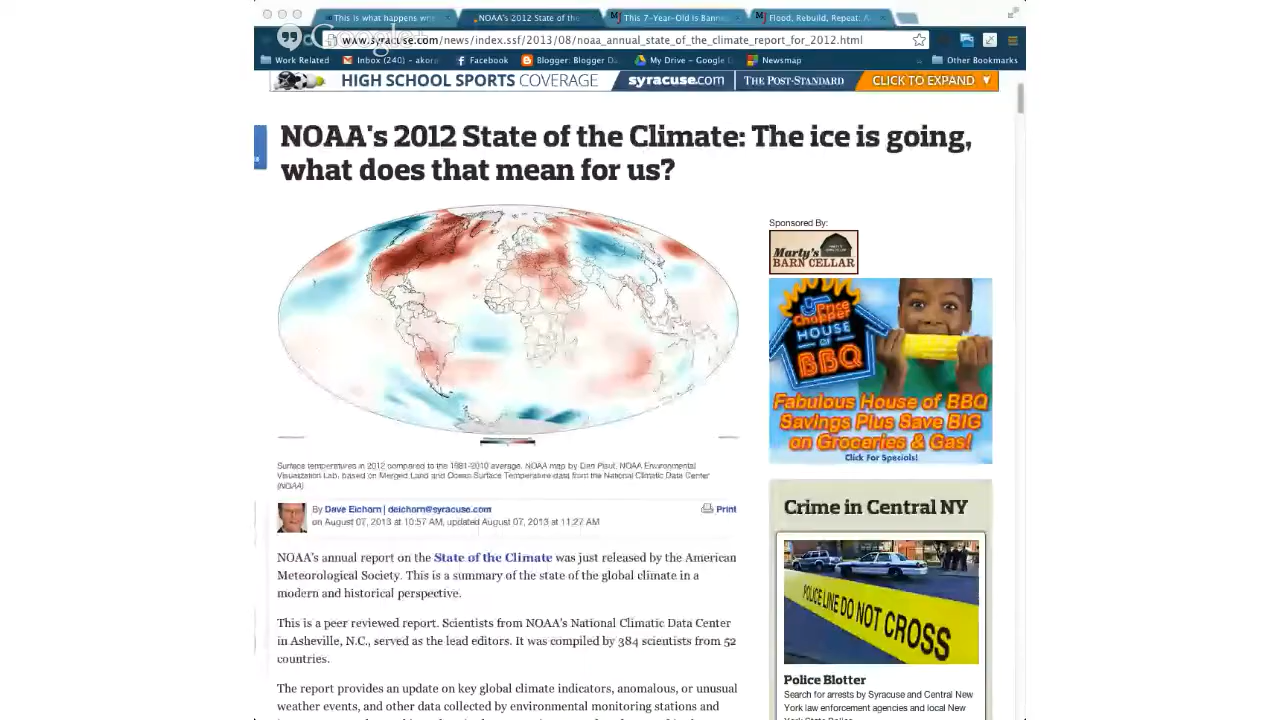 This is what happens wh
NOAA's 2012 State of the
This 7-Year-Old Is Banne
Flood, Rebuild, Repeat: A
Google+
www.syracuse.com/news/index.ssf/2013/08/noaa_annual_state_of_the_climate_report_for_2012.html
Work Related
Inbox (240) - akor
Facebook
Blogger: Blogger Da
My Drive - Google D
Newsmap
Other Bookmarks
HIGH SCHOOL SPORTS COVERAGE
syracuse.com
THE POST-STANDARD
CLICK TO EXPAND
NOAA's 2012 State of the Climate: The ice is going,
what does that mean for us?
Surface temperatures in 2012 compared to the 1981-2010 average. NOAA map by Dan Pisut, NOAA Environmental
Visualization Lab, based on Merged Land and Ocean Surface Temperature data from the National Climatic Data Center
(NOAA)
By Dave Eichorn | deichorn@syracuse.com
on August 07, 2013 at 10:57 AM, updated August 07, 2013 at 11:27 AM
Print
NOAA's annual report on the State of the Climate was just released by the American
Meteorological Society. This is a summary of the state of the global climate in a
modern and historical perspective.
This is a peer reviewed report. Scientists from NOAA's National Climatic Data Center
in Asheville, N.C., served as the lead editors. It was compiled by 384 scientists from 52
countries.
The report provides an update on key global climate indicators, anomalous, or unusual
weather events, and other data collected by environmental monitoring stations and
Sponsored By:
Marty's
BARN CELLAR
Price
Chopper
HOUSE
OF
BBQ
Fabulous House of BBQ
Savings Plus Save BIG
on Groceries & Gas!
Click For Specials!
Crime in Central NY
POLICE LINE DO NOT CROSS
Police Blotter
Search for arrests by Syracuse and Central New
York law enforcement agencies and local New
York State Police